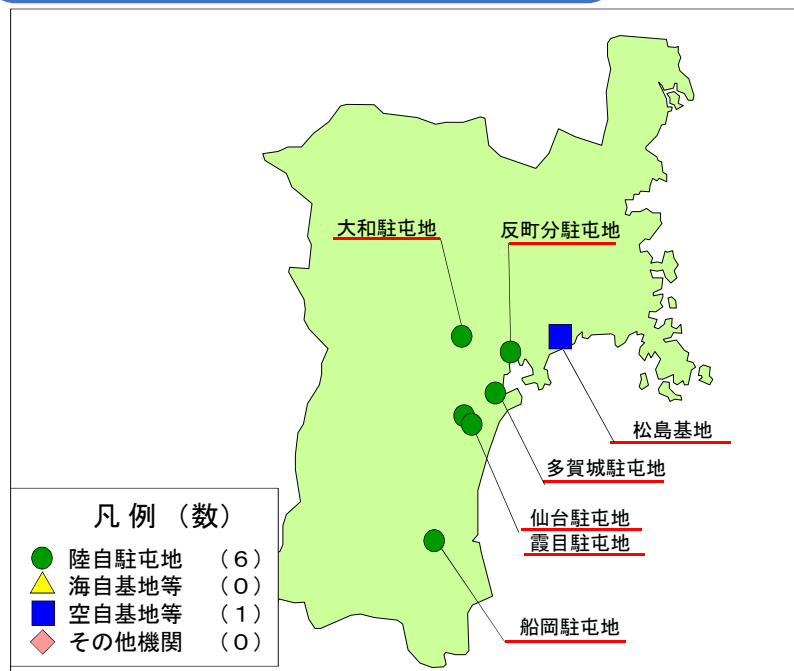 大和駐屯地
反町分駐屯地
松島基地
多賀城駐屯地
仙台駐屯地
霞目駐屯地
船岡駐屯地
凡 例 （数）
陸自駐屯地 （６）
海自基地等 （０）
空自基地等 （１）
その他機関 （０）